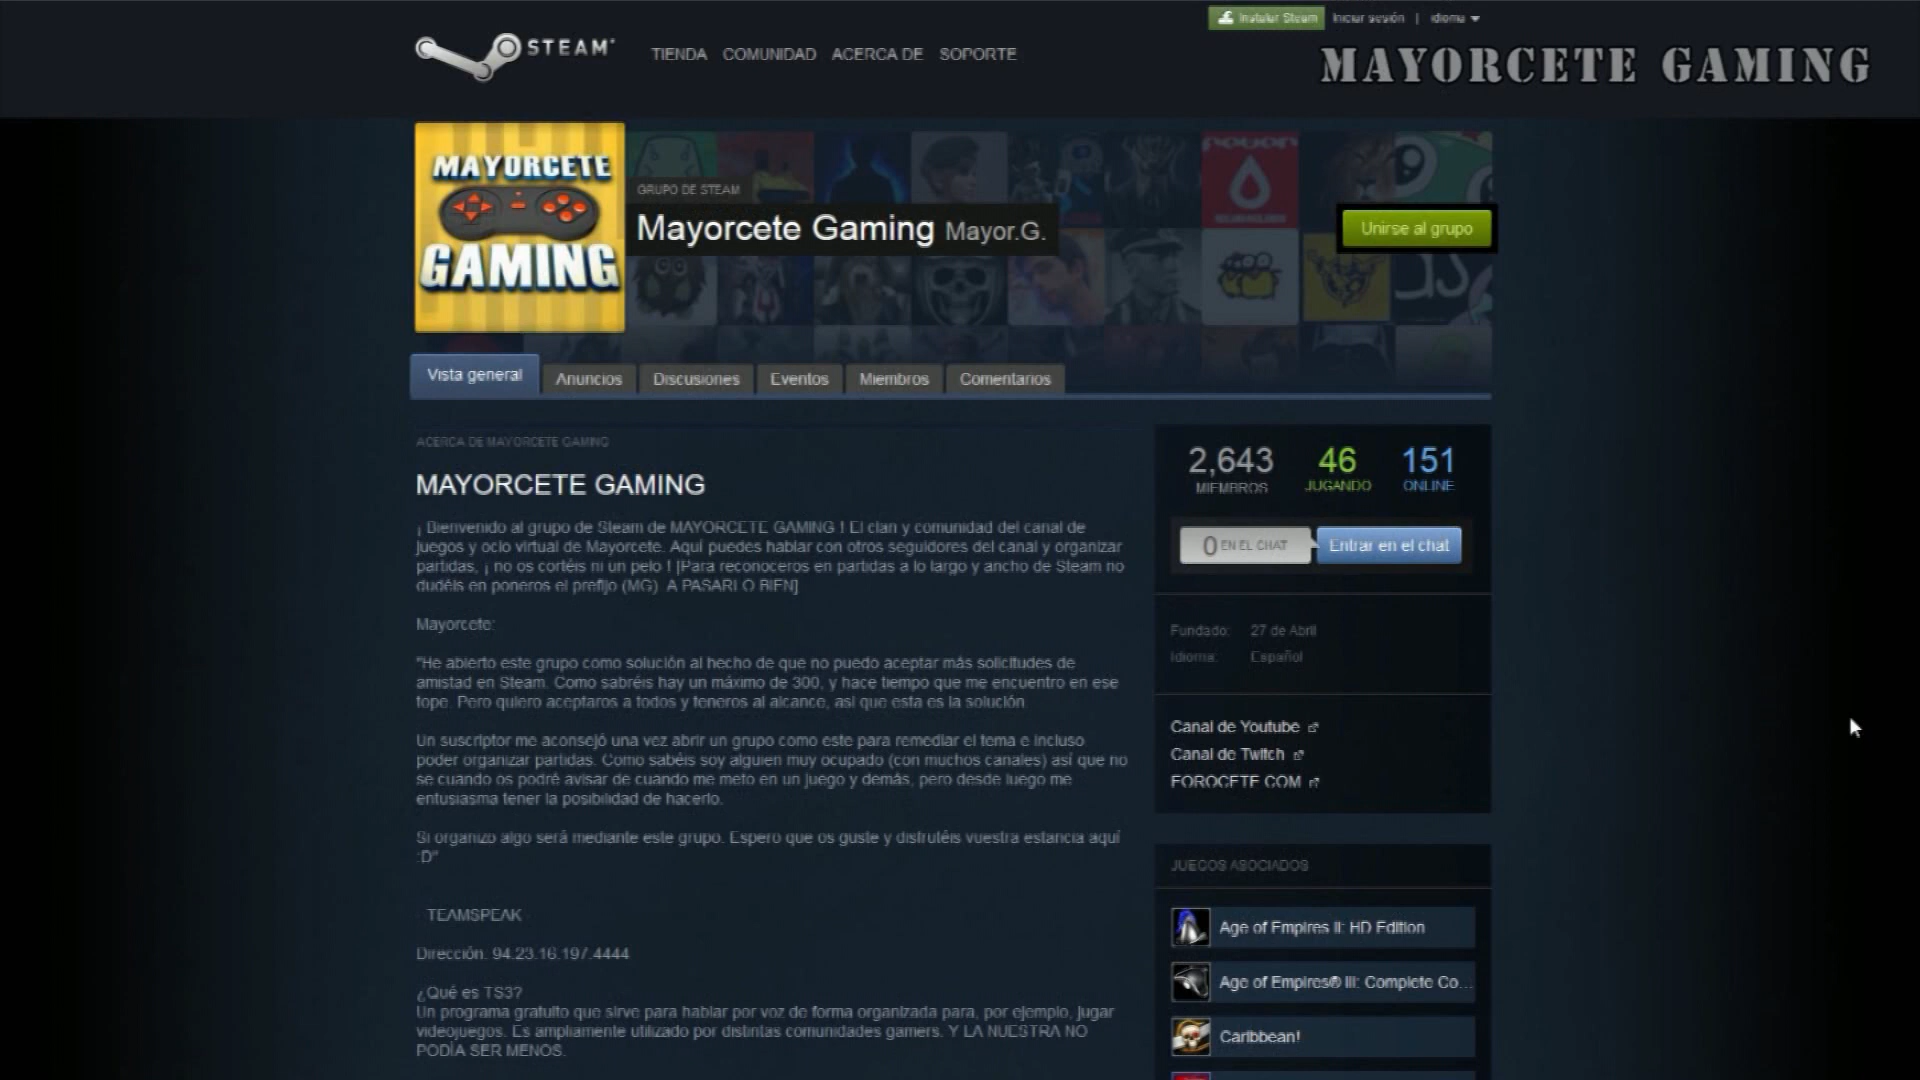 Instalar Steam Iniciar sesión | idioma
STEAM
TIENDA COMUNIDAD ACERCA DE SOPORTE
MAYORCETE GAMING
MAYORCETE
GAMING
GRUPO DE STEAM
Mayorcete Gaming Mayor.G.
Unirse al grupo
Vista general Anuncios Discusiones Eventos Miembros Comentarios
ACERCA DE MAYORCETE GAMING
MAYORCETE GAMING
¡ Bienvenido al grupo de Steam de MAYORCETE GAMING ! El clan y comunidad del canal de
juegos y ocio virtual de Mayorcete. Aquí puedes hablar con otros seguidores del canal y organizar
partidas, ¡ no os cortéis ni un pelo ! [Para reconoceros en partidas a lo largo y ancho de Steam no
dudéis en poneros el prefijo (MG). A PASARLO BIEN]
Mayorcete:
"He abierto este grupo como solución al hecho de que no puedo aceptar más solicitudes de
amistad en Steam. Como sabréis hay un máximo de 300, y hace tiempo que me encuentro en ese
tope. Pero quiero aceptaros a todos y teneros al alcance, así que esta es la solución.
Un suscriptor me aconsejó una vez abrir un grupo como este para remediar el tema e incluso
poder organizar partidas. Como sabéis soy alguien muy ocupado (con muchos canales) así que no
se cuando os podré avisar de cuando me meto en un juego y demás, pero desde luego me
entusiasma tener la posibilidad de hacerlo.
Si organizo algo será mediante este grupo. Espero que os guste y disfrutéis vuestra estancia aquí
:D"
TEAMSPEAK
Dirección: 94.23.16.197:4444
¿Qué es TS3?
Un programa gratuito que sirve para hablar por voz de forma organizada para, por ejemplo, jugar
videojuegos. Es ampliamente utilizado por distintas comunidades gamers. Y LA NUESTRA NO
PODÍA SER MENOS.
2,643 46 151
MIEMBROS JUGANDO ONLINE
0 EN EL CHAT Entrar en el chat
Fundado: 27 de Abril
Idioma: Español
Canal de Youtube
Canal de Twitch
FOROCETE.COM
JUEGOS ASOCIADOS
Age of Empires II: HD Edition
Age of Empires® III: Complete Co...
Caribbean!